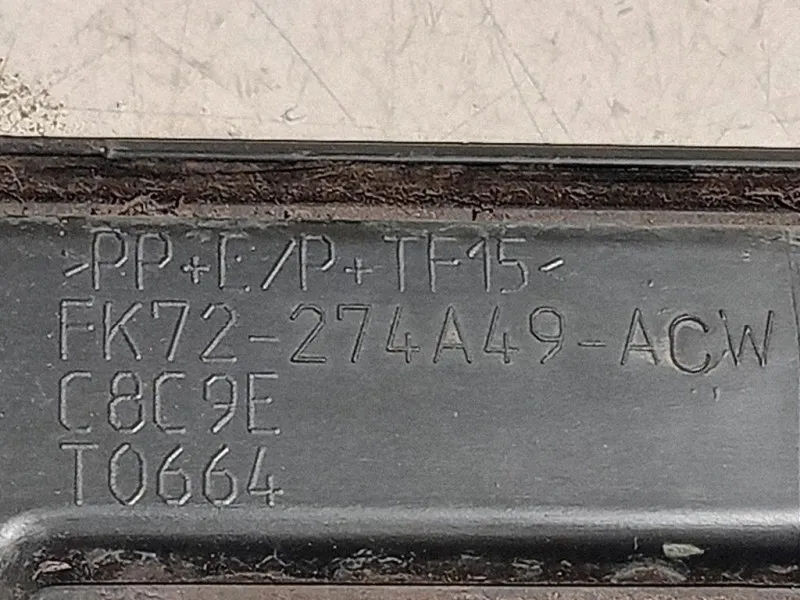 >PP+E/P+TF15<
FK72-274A49-ACW
C8C9E
T0664